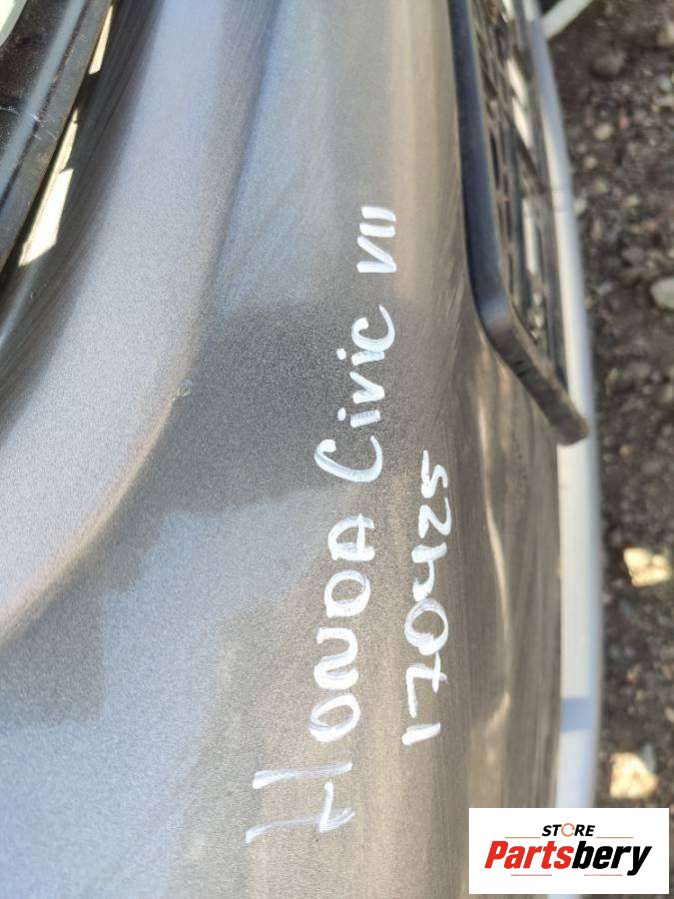 HONDA Civic VII
170425
STORE
Partsbery